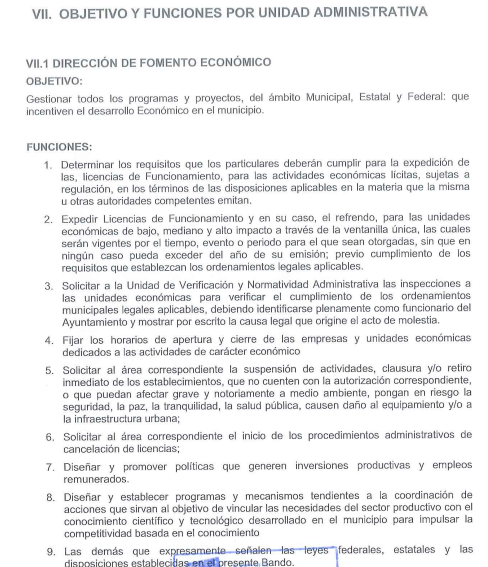 VII. OBJETIVO Y FUNCIONES POR UNIDAD ADMINISTRATIVA
VII.1 DIRECCIÓN DE FOMENTO ECONÓMICO
OBJETIVO:
Gestionar todos los programas y proyectos, del ámbito Municipal, Estatal y Federal: que
incentiven el desarrollo Económico en el municipio.
FUNCIONES:
1. Determinar los requisitos que los particulares deberán cumplir para la expedición de
las, licencias de Funcionamiento, para las actividades económicas lícitas, sujetas a
regulación, en los términos de las disposiciones aplicables en la materia que la misma
u otras autoridades competentes emitan.
2. Expedir Licencias de Funcionamiento y en su caso, el refrendo, para las unidades
económicas de bajo, mediano y alto impacto a través de la ventanilla única, las cuales
serán vigentes por el tiempo, evento o periodo para el que sean otorgadas, sin que en
ningún caso pueda exceder del año de su emisión; previo cumplimiento de los
requisitos que establezcan los ordenamientos legales aplicables.
3. Solicitar a la Unidad de Verificación y Normatividad Administrativa las inspecciones a
las unidades económicas para verificar el cumplimiento de los ordenamientos
municipales legales aplicables, debiendo identificarse plenamente como funcionario del
Ayuntamiento y mostrar por escrito la causa legal que origine el acto de molestia.
4. Fijar los horarios de apertura y cierre de las empresas y unidades económicas
dedicados a las actividades de carácter económico
5. Solicitar al área correspondiente la suspensión de actividades, clausura y/o retiro
inmediato de los establecimientos, que no cuenten con la autorización correspondiente,
o que puedan afectar grave y notoriamente a medio ambiente, pongan en riesgo la
seguridad, la paz, la tranquilidad, la salud pública, causen daño al equipamiento y/o a
la infraestructura urbana;
6. Solicitar al área correspondiente el inicio de los procedimientos administrativos de
cancelación de licencias;
7. Diseñar y promover políticas que generen inversiones productivas y empleos
remunerados.
8. Diseñar y establecer programas y mecanismos tendientes a la coordinación de
acciones que sirvan al objetivo de vincular las necesidades del sector productivo con el
conocimiento científico y tecnológico desarrollado en el municipio para impulsar la
competitividad basada en el conocimiento
9. Las demás que expresamente señalen las leyes federales, estatales y las
disposiciones establecidas en el presente Bando.